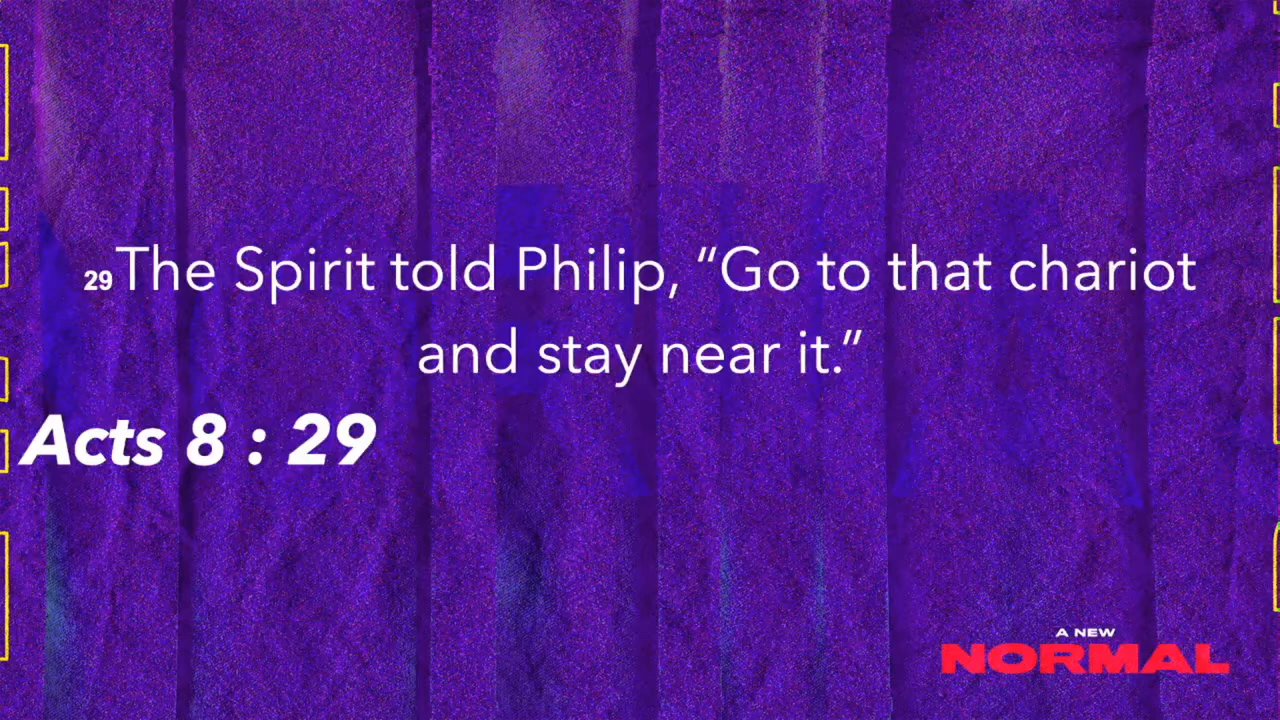 29The Spirit told Philip, “Go to that chariot
and stay near it.”
Acts 8 : 29
A NEW
NORMAL